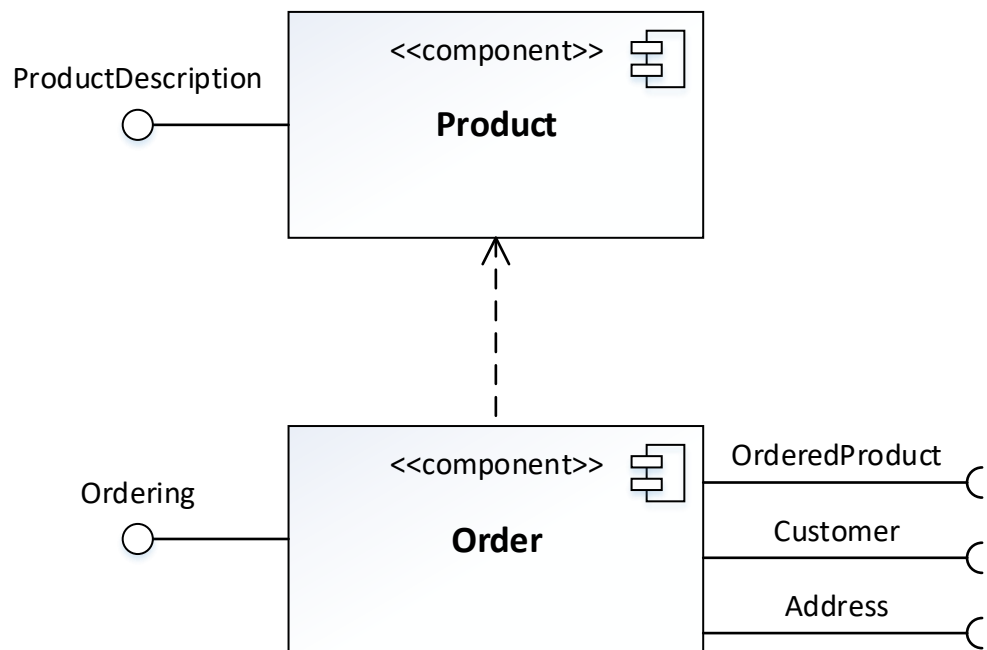 <<component>>
ProductDescription
Product
<<component>>
OrderedProduct
Ordering
Order
Customer
Address